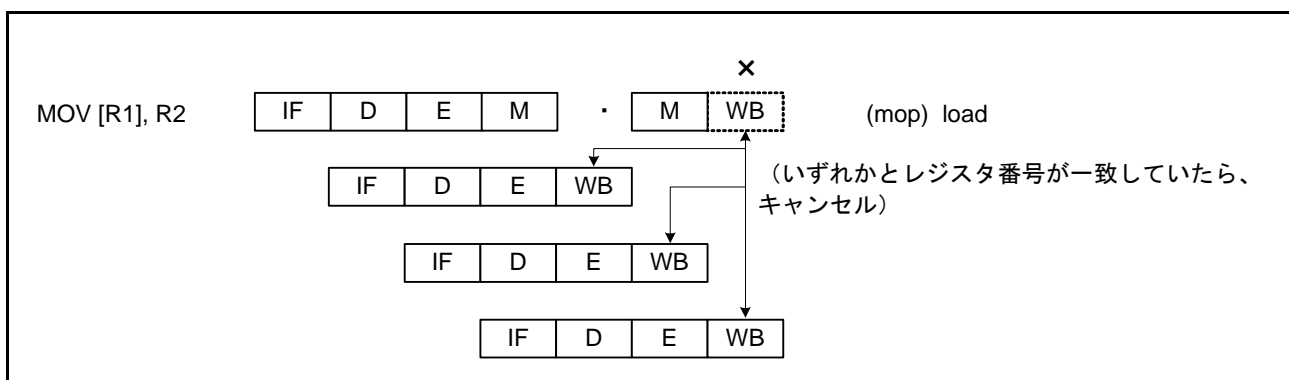 ×
MOV [R1], R2 IF D E M ・ M WB (mop) load
IF D E WB
（いずれかとレジスタ番号が一致していたら、
キャンセル）
IF D E WB
IF D E WB